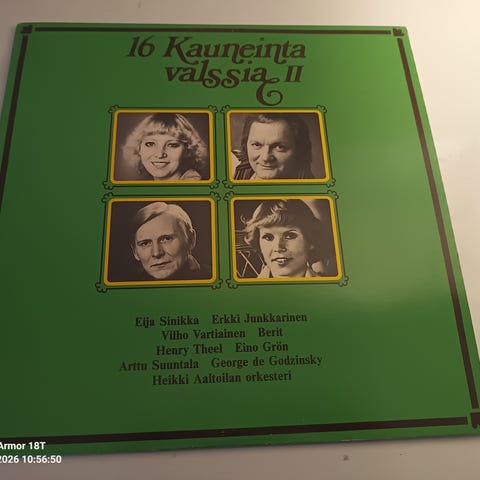 16 Kauneinta
valssia II
Eija Sinikka Erkki Junkkarinen
Vilho Vartiainen Berit
Henry Theel Eino Grön
Arttu Suuntala George de Godzinsky
Heikki Aaltoilan orkesteri
Armor 18T
2026 10:56:50